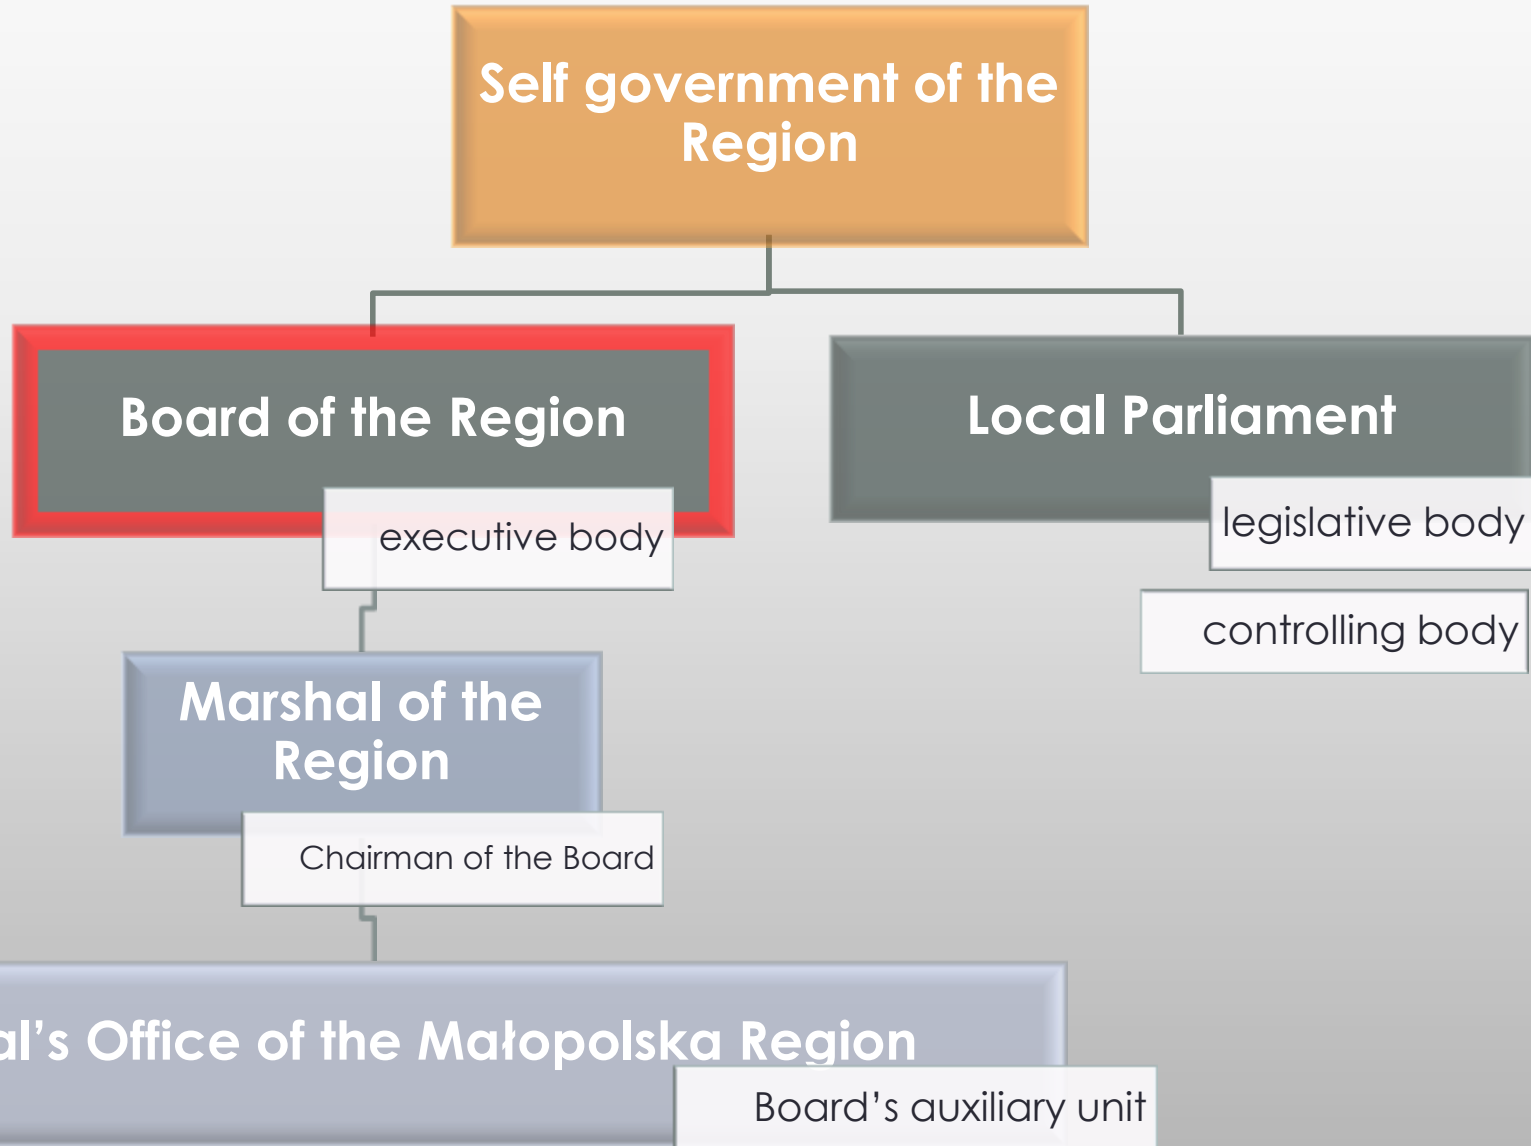 Self government of the
Region
Board of the Region
executive body
Local Parliament
legislative body
controlling body
Marshal of the
Region
Chairman of the Board
al's Office of the Małopolska Region
Board's auxiliary unit